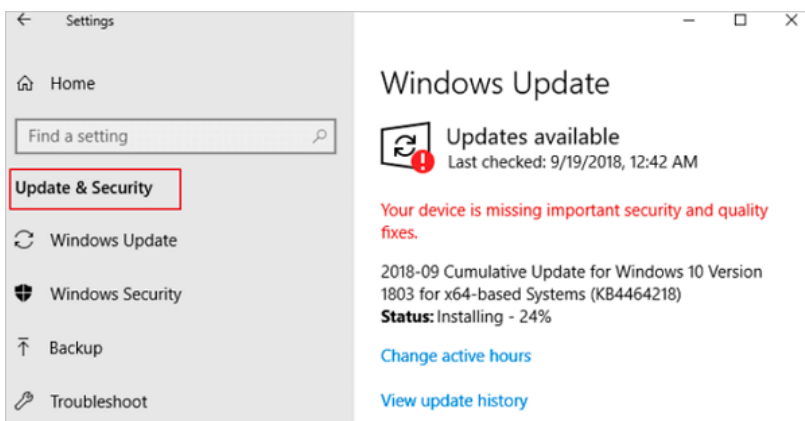 Settings
Home
Find a setting
Update & Security
Windows Update
Windows Security
Backup
Troubleshoot
Windows Update
Updates available
Last checked: 9/19/2018, 12:42 AM
Your device is missing important security and quality
fixes.
2018-09 Cumulative Update for Windows 10 Version
1803 for x64-based Systems (KB4464218)
Status: Installing - 24%
Change active hours
View update history